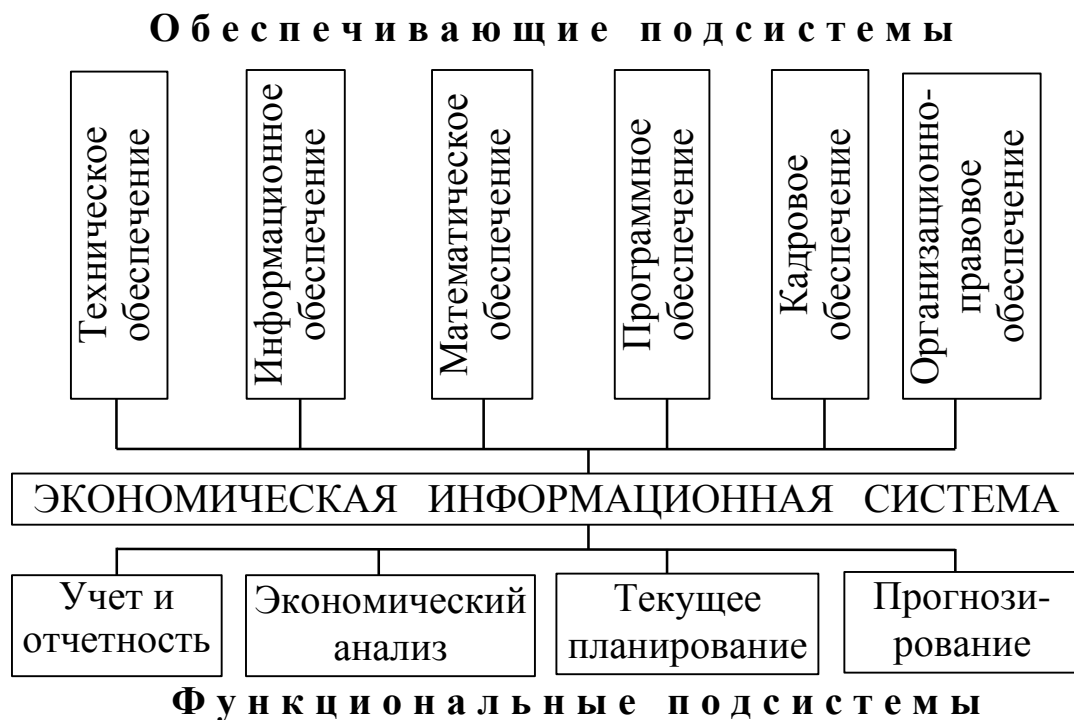 Обеспечивающие подсистемы
Техническое
обеспечение
Информационное
обеспечение
Математическое
обеспечение
Программное
обеспечение
Кадровое
обеспечение
Организационно-
правовое
обеспечение
ЭКОНОМИЧЕСКАЯ ИНФОРМАЦИОННАЯ СИСТЕМА
Учет и
отчетность
Экономический
анализ
Текущее
планирование
Прогнози-
рование
Функциональные подсистемы